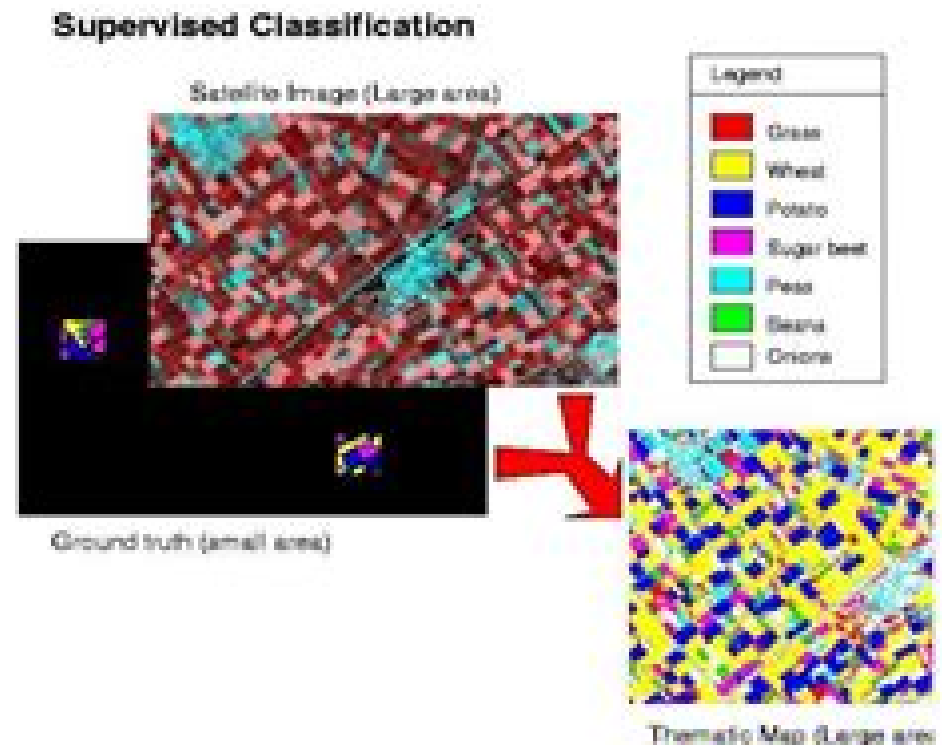 Supervised Classification
Satellite Image (Large area)
Legend
Grass
Wheat
Potato
Sugar beet
Peas
Beans
Onions
Ground truth (small area)
Thematic Map (Large area